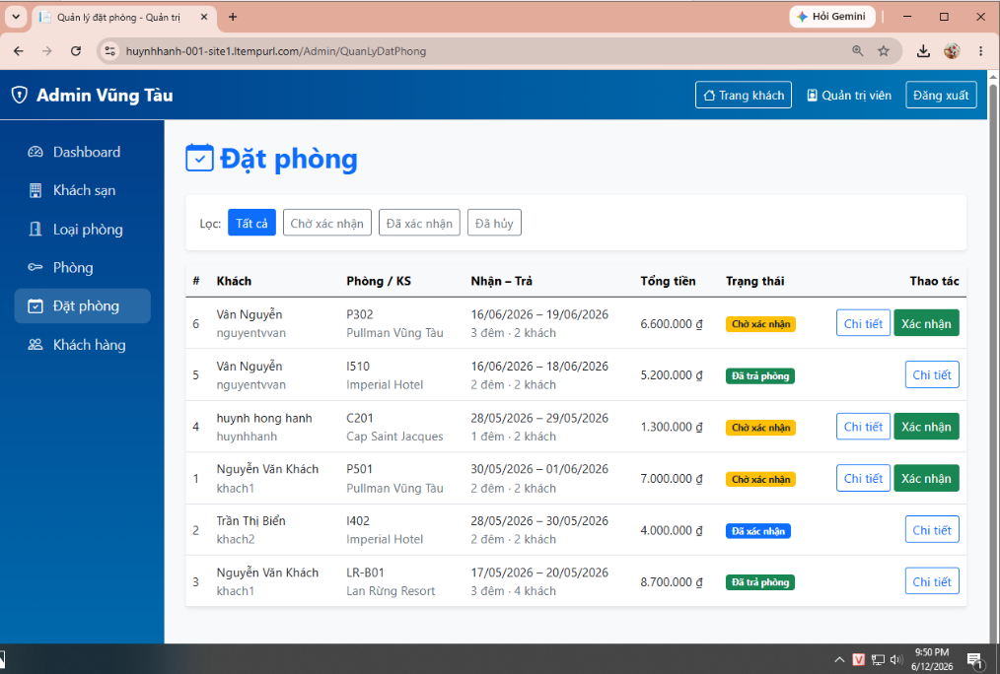 Quản lý đặt phòng - Quản trị
Hỏi Gemini
huynhhanh-001-site1.ltempurl.com/Admin/QuanLyDatPhong
Admin Vũng Tàu
Trang khách
Quản trị viên
Đăng xuất
Dashboard
Khách sạn
Loại phòng
Phòng
Đặt phòng
Khách hàng
Đặt phòng
Lọc: Tất cả Chờ xác nhận Đã xác nhận Đã hủy
# Khách Phòng / KS Nhận – Trả Tổng tiền Trạng thái Thao tác
6 Vân Nguyễn P302 16/06/2026 – 19/06/2026 6.600.000 ₫ Chờ xác nhận Chi tiết Xác nhận
nguyentvvan Pullman Vũng Tàu 3 đêm · 2 khách
5 Vân Nguyễn I510 16/06/2026 – 18/06/2026 5.200.000 ₫ Đã trả phòng Chi tiết
nguyentvvan Imperial Hotel 2 đêm · 2 khách
4 huynh hong hanh C201 28/05/2026 – 29/05/2026 1.300.000 ₫ Chờ xác nhận Chi tiết Xác nhận
huynhhanh Cap Saint Jacques 1 đêm · 2 khách
1 Nguyễn Văn Khách P501 30/05/2026 – 01/06/2026 7.000.000 ₫ Chờ xác nhận Chi tiết Xác nhận
khach1 Pullman Vũng Tàu 2 đêm · 2 khách
2 Trần Thị Biển I402 28/05/2026 – 30/05/2026 4.000.000 ₫ Đã xác nhận Chi tiết
khach2 Imperial Hotel 2 đêm · 2 khách
3 Nguyễn Văn Khách LR-B01 17/05/2026 – 20/05/2026 8.700.000 ₫ Đã trả phòng Chi tiết
khach1 Lan Rừng Resort 3 đêm · 4 khách
V
9:50 PM
6/12/2026
1